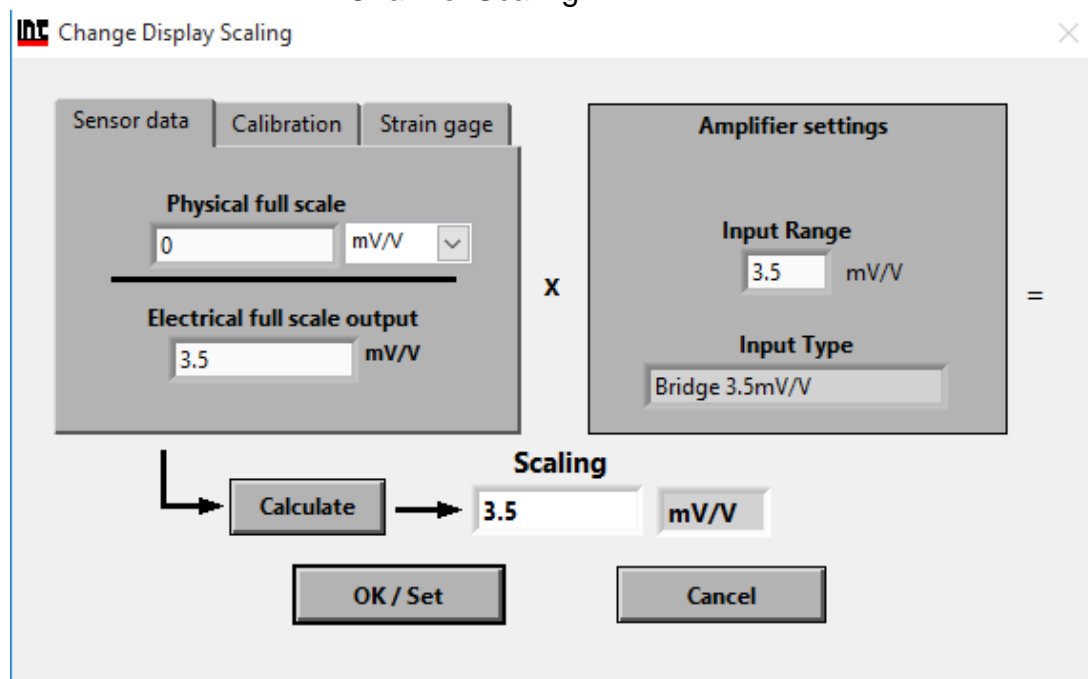 Change Display Scaling
Sensor data Calibration Strain gage
Physical full scale
0 mV/V
Electrical full scale output
3.5 mV/V
x
Amplifier settings
Input Range
3.5 mV/V
Input Type
Bridge 3.5mV/V
=
Scaling
Calculate 3.5 mV/V
OK / Set Cancel